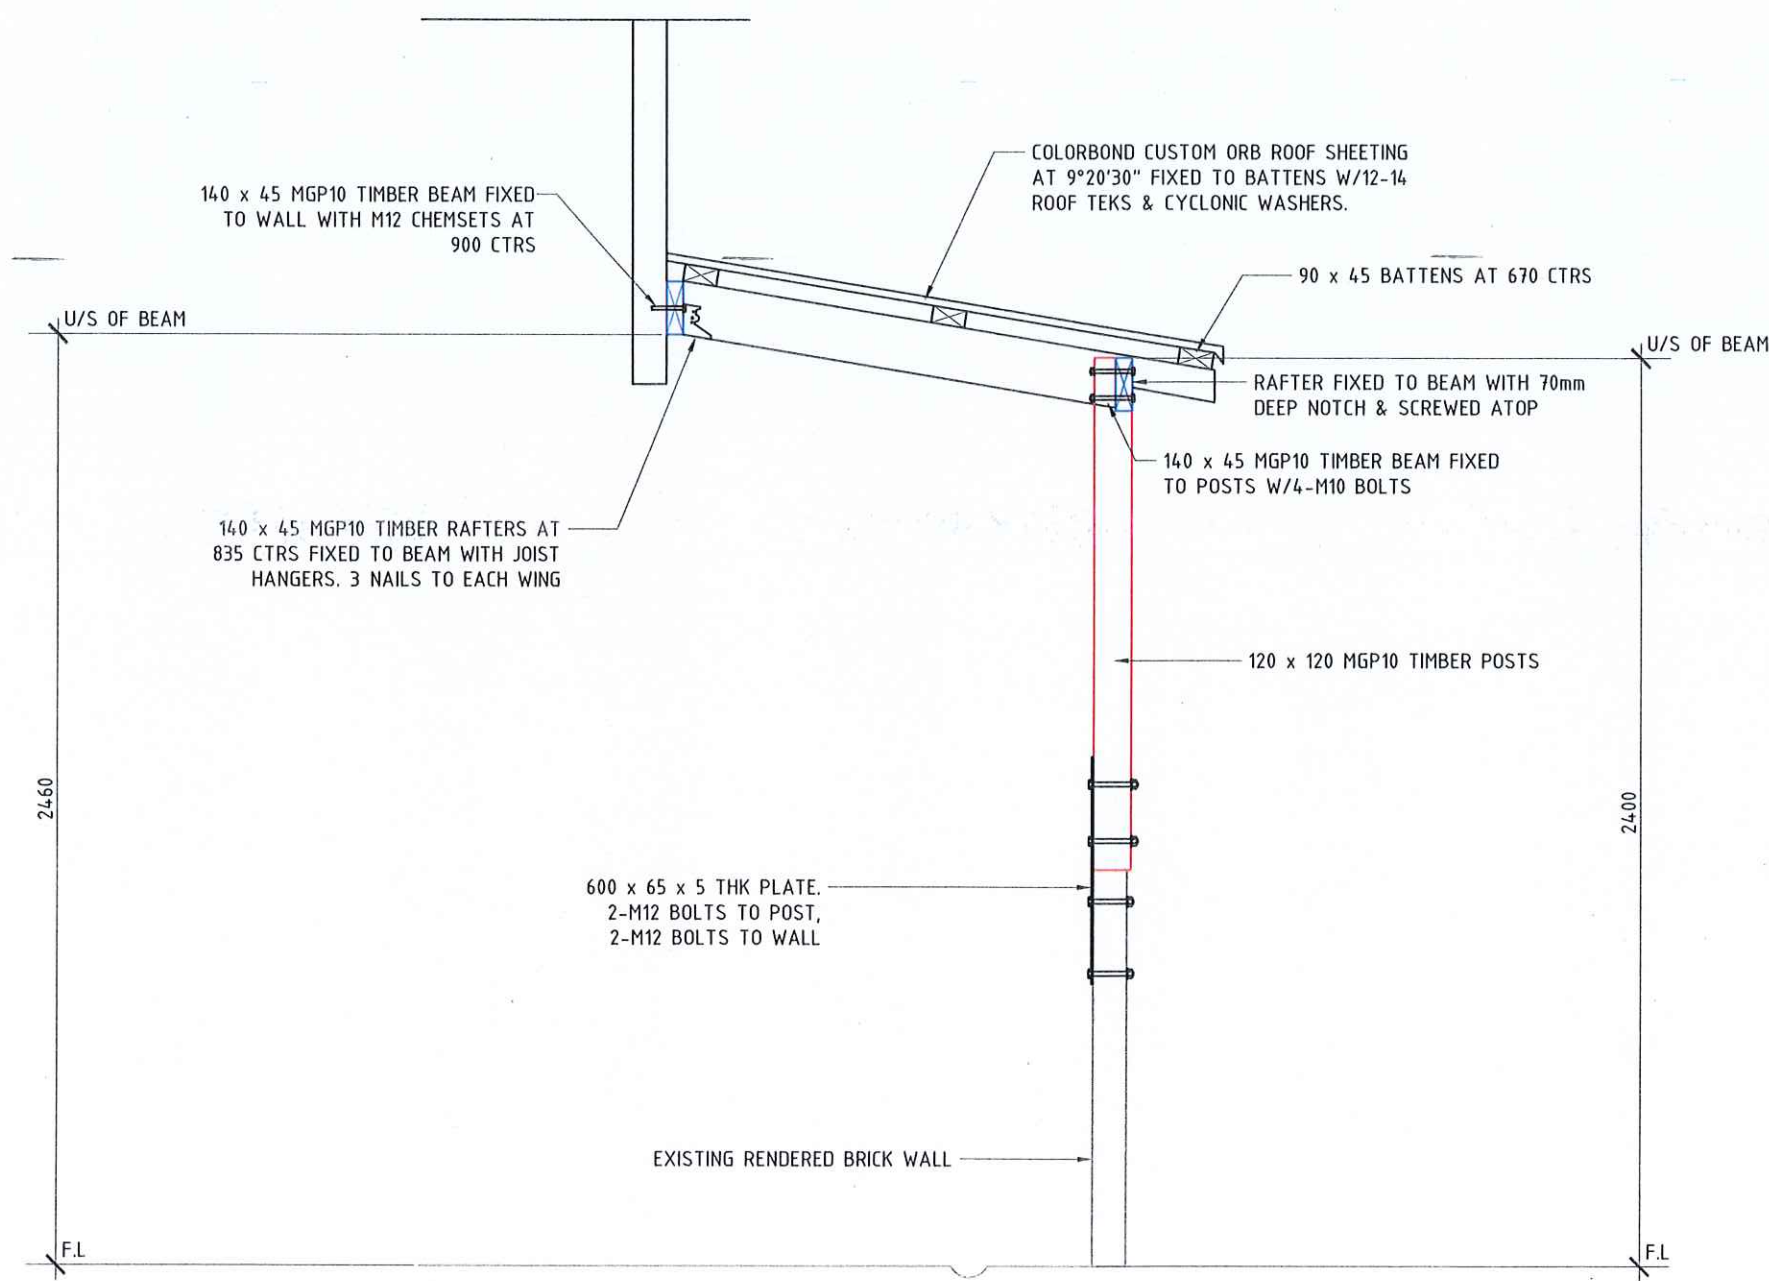 COLORBOND CUSTOM ORB ROOF SHEETING
AT 9°20'30" FIXED TO BATTENS W/12-14
ROOF TEKS & CYCLONIC WASHERS.
140 x 45 MGP10 TIMBER BEAM FIXED
TO WALL WITH M12 CHEMSETS AT
900 CTRS
90 x 45 BATTENS AT 670 CTRS
U/S OF BEAM
U/S OF BEAM
RAFTER FIXED TO BEAM WITH 70mm
DEEP NOTCH & SCREWED ATOP
140 x 45 MGP10 TIMBER BEAM FIXED
TO POSTS W/4-M10 BOLTS
140 x 45 MGP10 TIMBER RAFTERS AT
835 CTRS FIXED TO BEAM WITH JOIST
HANGERS. 3 NAILS TO EACH WING
120 x 120 MGP10 TIMBER POSTS
2460
2400
600 x 65 x 5 THK PLATE.
2-M12 BOLTS TO POST,
2-M12 BOLTS TO WALL
EXISTING RENDERED BRICK WALL
F.L
F.L